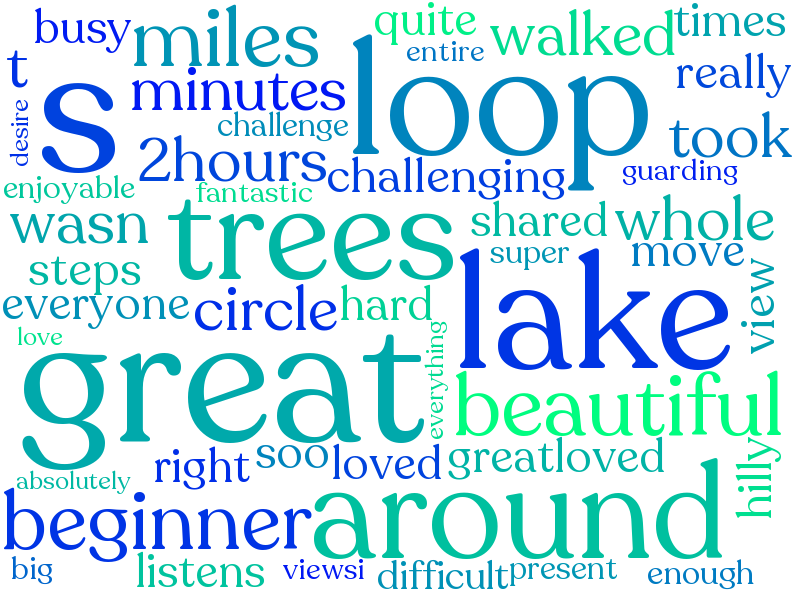 busy
miles
quite
walked
times
entire
t
s
minutes
loop
really
challenge
took
desire
2hours
challenging
guarding
enjoyable
fantastic
wasn
trees
shared
whole
steps
super
move
everyone
circle
hard
lake
view
love
great
everything
beautiful
right
soo
loved
greatloved
hilly
absolutely
beginner
around
big
listens
viewsi
difficult
present
enough